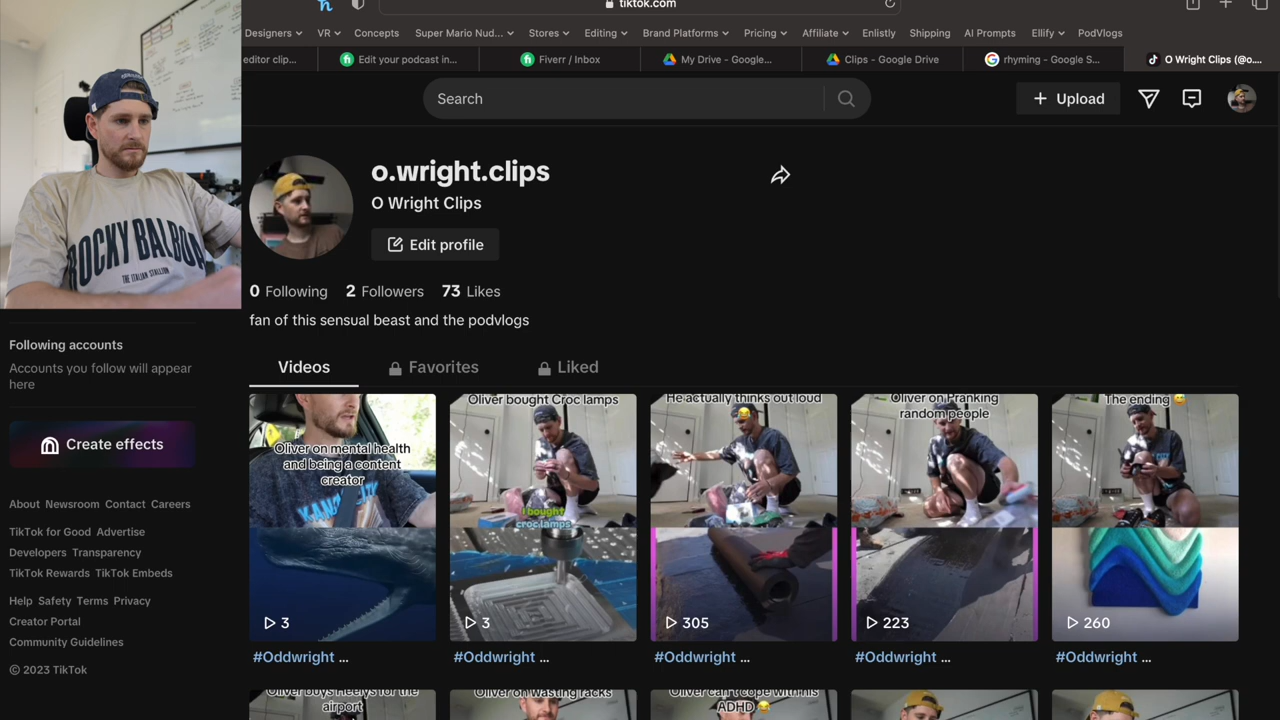 tiktok.com
Designers
VR
Concepts
Super Mario Nud...
Stores
Editing
Brand Platforms
Pricing
Affiliate
Enlistly
Shipping
AI Prompts
Ellify
PodVlogs
editor clip...
Edit your podcast in...
Fiverr / Inbox
My Drive - Google...
Clips - Google Drive
rhyming - Google S...
O Wright Clips (@o....
Search
Upload
ROCKY BALBOA
THE ITALIAN STALLION
o.wright.clips
O Wright Clips
Edit profile
0 Following 2 Followers 73 Likes
fan of this sensual beast and the podvlogs
Following accounts
Accounts you follow will appear
here
Create effects
About Newsroom Contact Careers
TikTok for Good Advertise
Developers Transparency
TikTok Rewards TikTok Embeds
Help Safety Terms Privacy
Creator Portal
Community Guidelines
© 2023 TikTok
Videos
Favorites
Liked
Oliver on mental health
and being a content
creator
3
#Oddwright ...
Oliver bought Croc lamps
I bought
croc lamps
3
#Oddwright ...
He actually thinks out loud
😂
305
#Oddwright ...
Oliver on Pranking
random people
223
#Oddwright ...
The ending 😅
260
#Oddwright ...
Oliver buys Heelys for the
airport
Oliver on wasting racks
Oliver can't cope with his
ADHD 😂